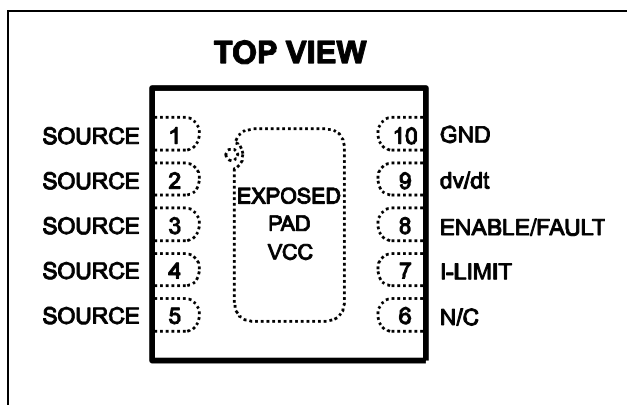 TOP VIEW
SOURCE 1
SOURCE 2
SOURCE 3
SOURCE 4
SOURCE 5
EXPOSED
PAD
VCC
10 GND
9 dv/dt
8 ENABLE/FAULT
7 I-LIMIT
6 N/C